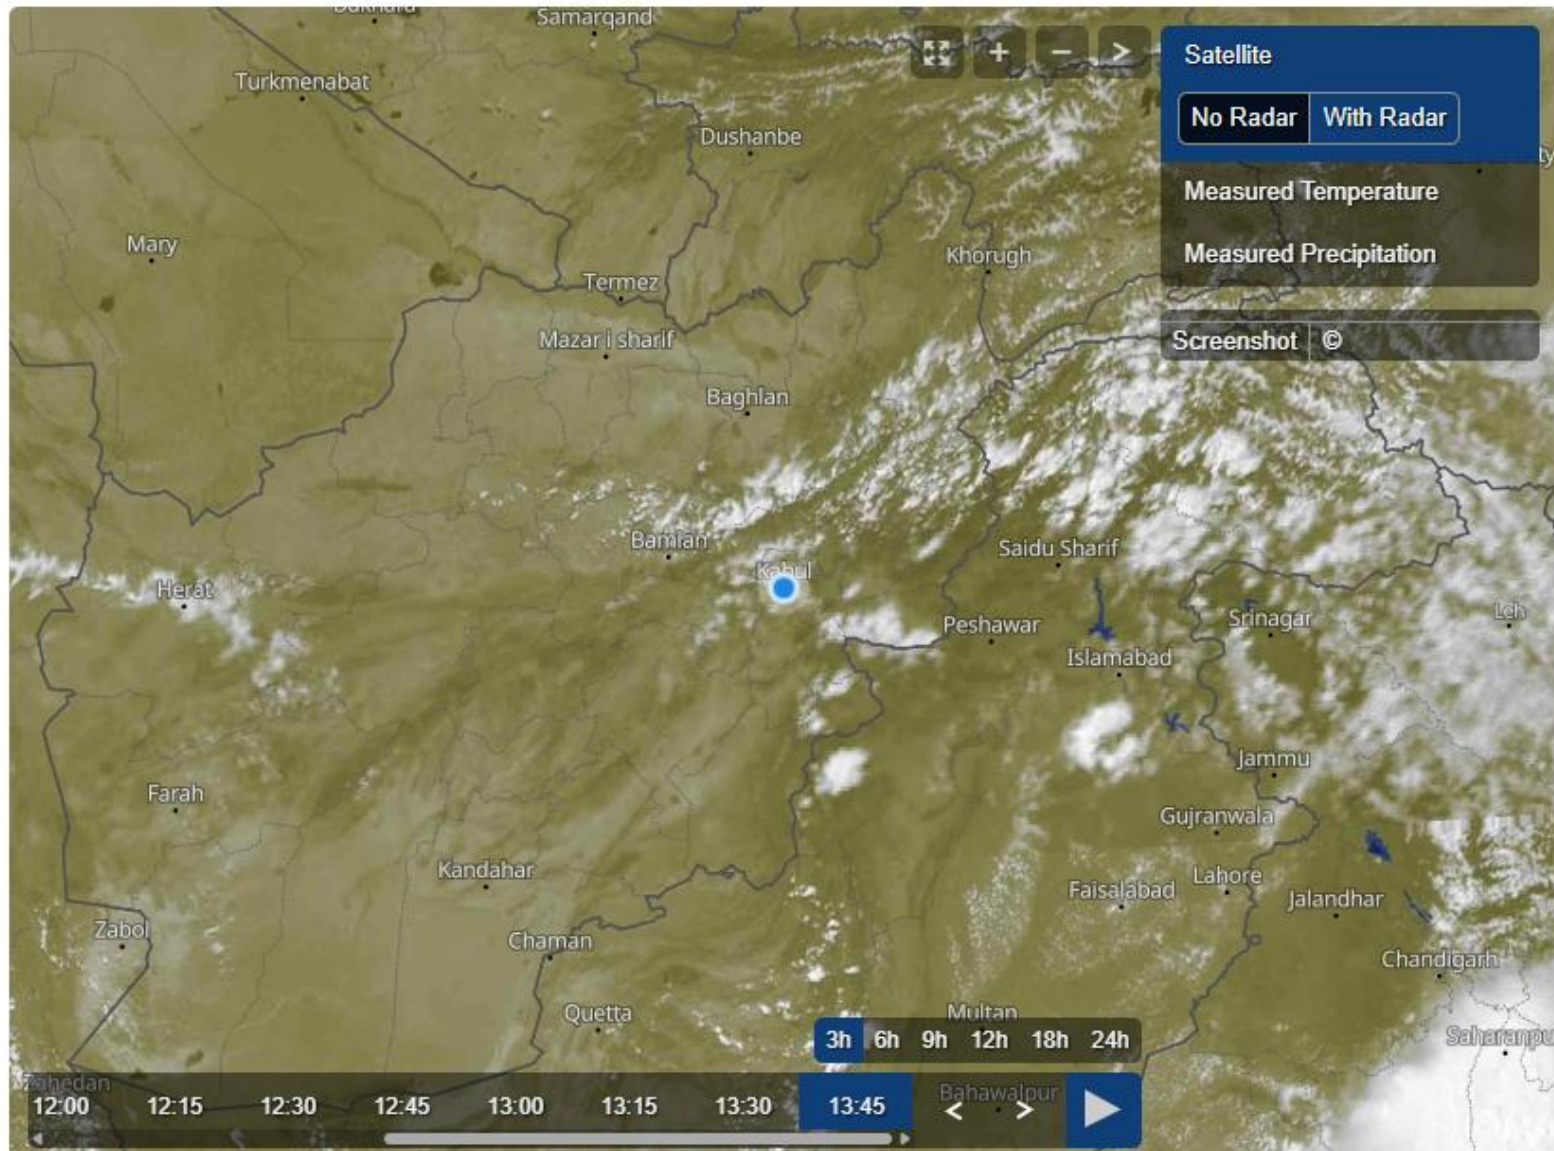 Samarqand
Satellite
Turkmenabat
No Radar
With Radar
Dushanbe
Measured Temperature
Mary
Khorugh
Measured Precipitation
Termez
Mazar I sharif
Screenshot
©
Baghlan
Bamian
Saidu Sharif
Kabul
Herat
Leh
Srinagar
Peshawar
Islamabad
Jammu
Farah
Gujranwala
Kandahar
Lahore
Faisalabad
Jalandhar
Zabol
Chaman
Chandigarh
Quetta
Multan
3h 6h 9h 12h 18h 24h
Zahedan
Bahawalpur
12:00 12:15 12:30 12:45 13:00 13:15 13:30 13:45